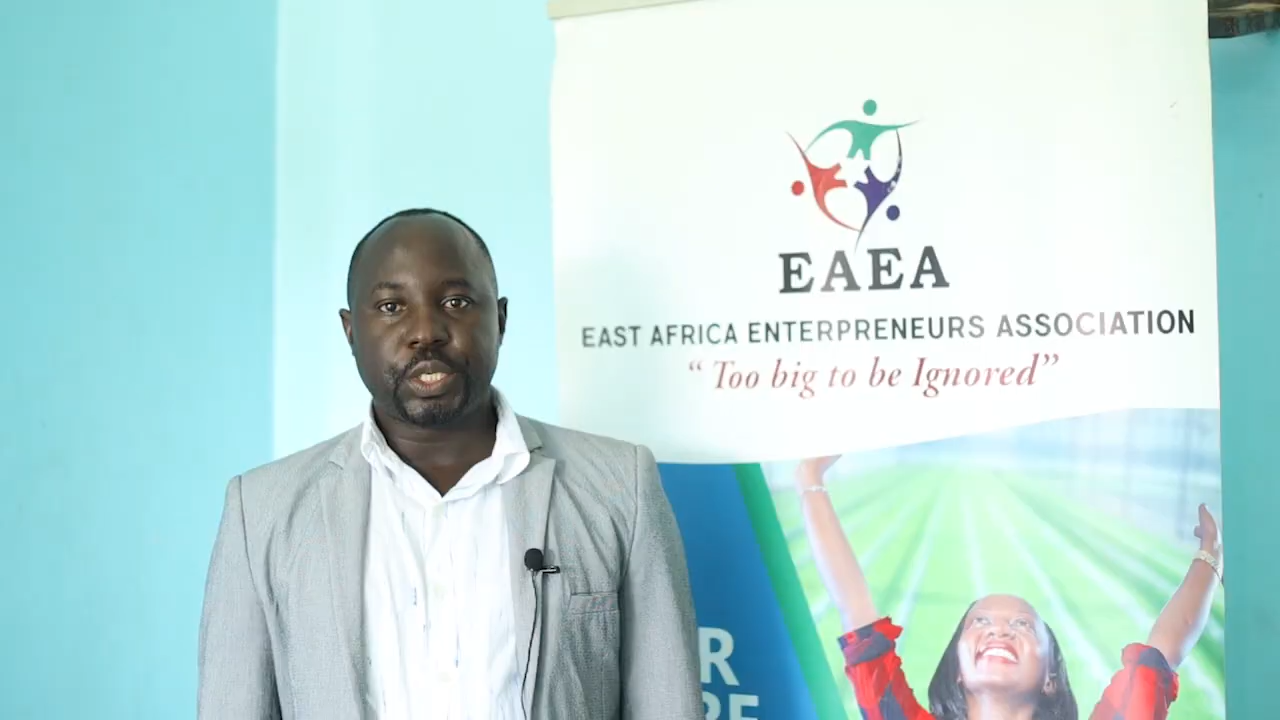 EAEA
EAST AFRICA ENTERPRENEURS ASSOCIATION
“ Too big to be Ignored”